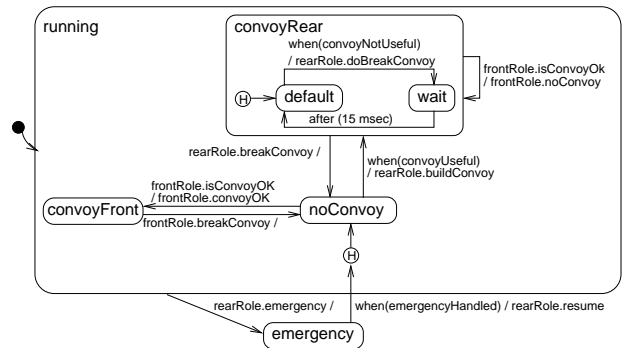 running
convoyRear
when(convoyNotUseful)
/ rearRole.doBreakConvoy
frontRole.isConvoyOk
/ frontRole.noConvoy
H
default
wait
after (15 msec)
rearRole.breakConvoy /
when(convoyUseful)
/ rearRole.buildConvoy
frontRole.isConvoyOK
/ frontRole.convoyOK
convoyFront
noConvoy
frontRole.breakConvoy /
H
rearRole.emergency /
when(emergencyHandled) / rearRole.resume
emergency